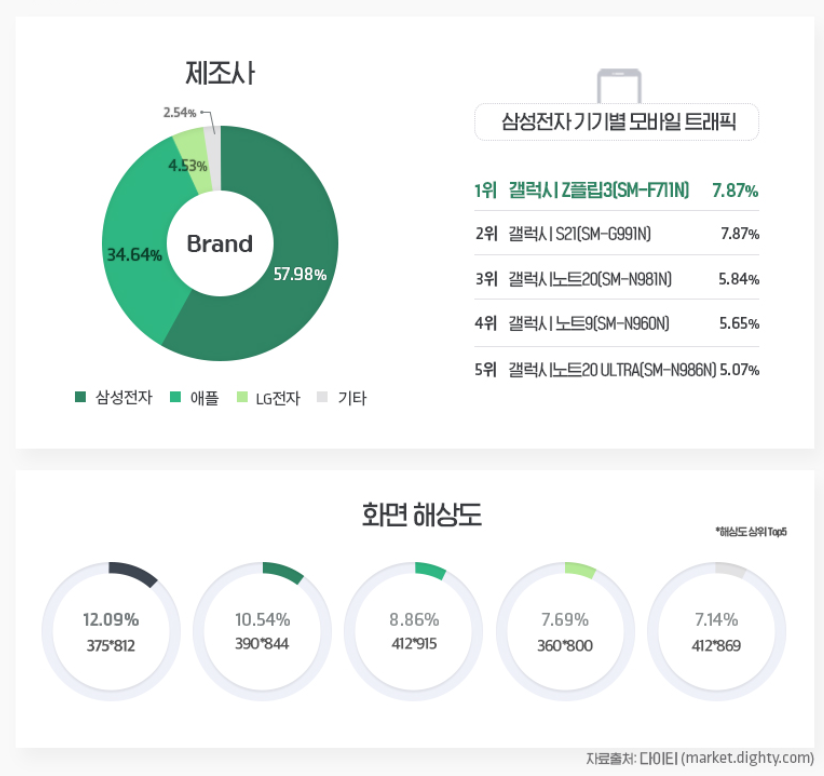 제조사
2.54%
4.53%
34.64%
Brand
57.98%
삼성전자 애플 LG전자 기타
삼성전자 기기별 모바일 트래픽
1위 갤럭시 Z플립3(SM-F711N) 7.87%
2위 갤럭시 S21(SM-G991N) 7.87%
3위 갤럭시노트20(SM-N981N) 5.84%
4위 갤럭시 노트9(SM-N960N) 5.65%
5위 갤럭시노트20 ULTRA(SM-N986N) 5.07%
화면 해상도
*해상도 상위 Top5
12.09% 10.54% 8.86% 7.69% 7.14%
375*812 390*844 412*915 360*800 412*869
자료출처: 다이티 (market.dighty.com)